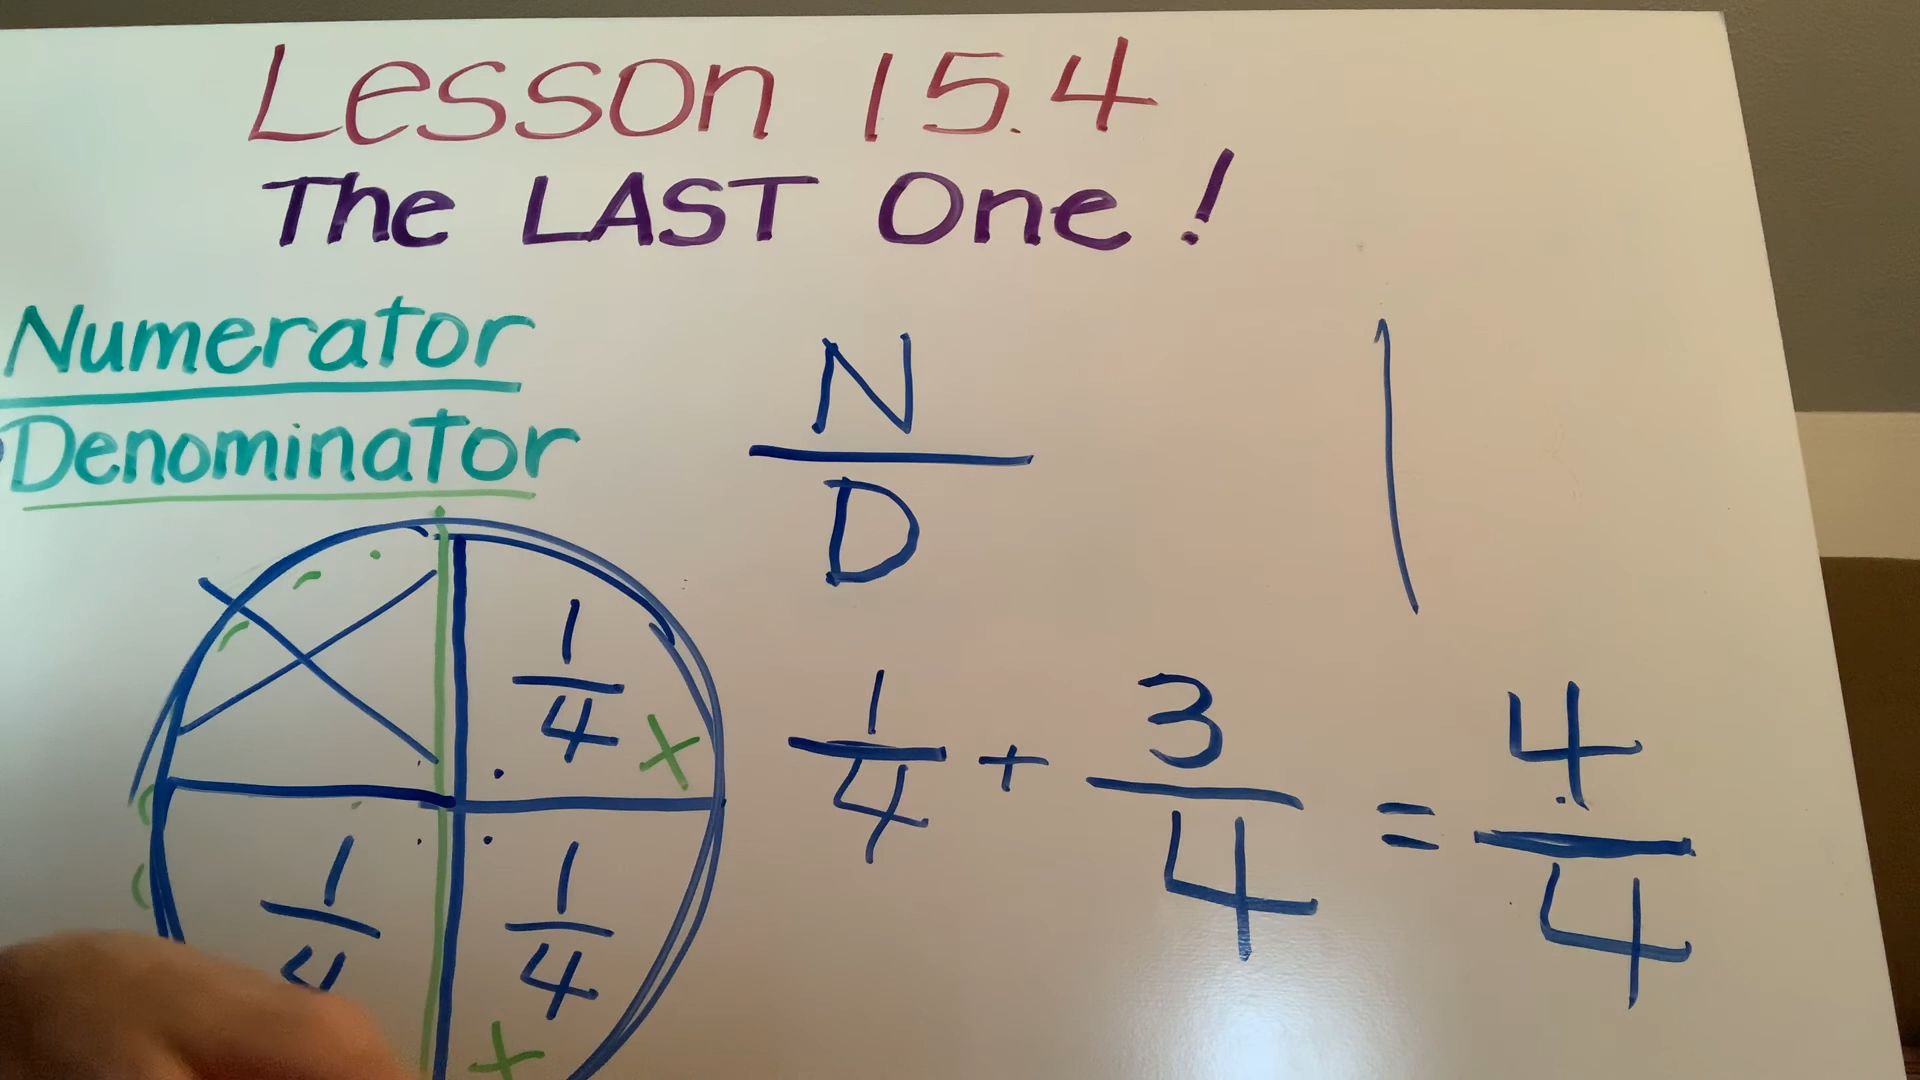 Lesson 15.4
The LAST One!
Numerator
Denominator
N
D
1
1/4
1/4
1/4
1/4 + 3/4 = 4/4